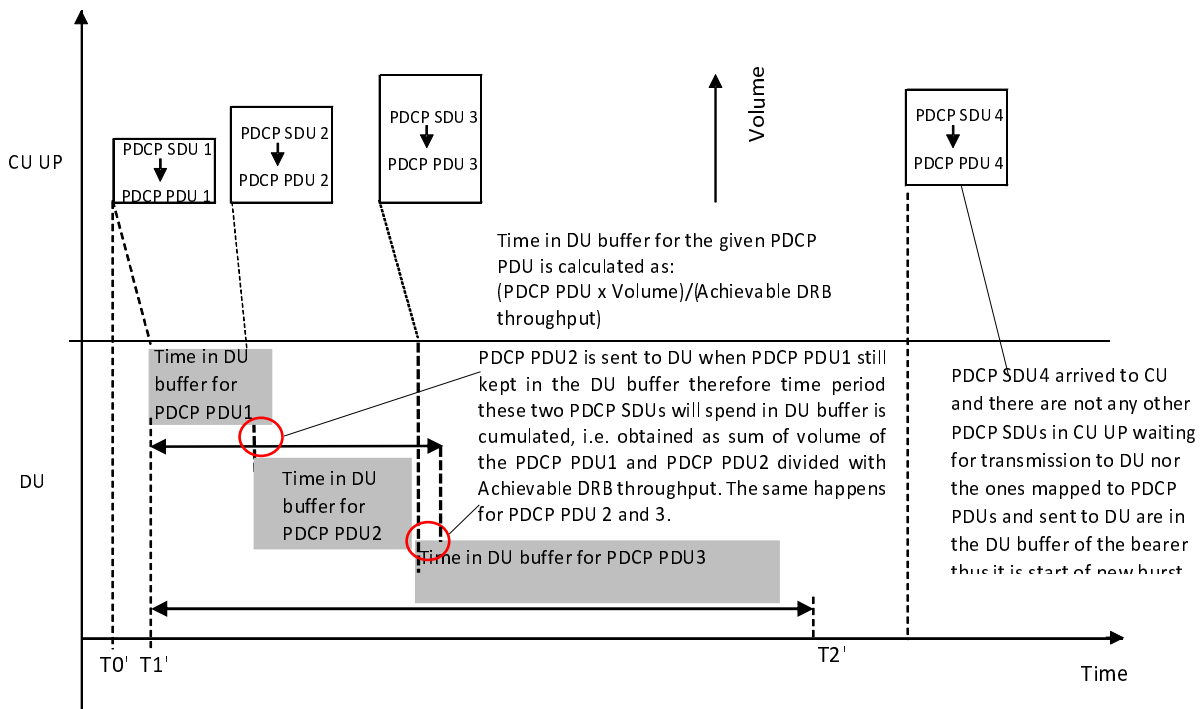 PDCP SDU 1
PDCP PDU 1
PDCP SDU 2
PDCP PDU 2
PDCP SDU 3
PDCP PDU 3
Volume
PDCP SDU 4
PDCP PDU 4
CU UP
Time in DU buffer for the given PDCP
PDU is calculated as:
(PDCP PDU x Volume)/(Achievable DRB
throughput)
Time in DU
buffer for
PDCP PDU1
PDCP PDU2 is sent to DU when PDCP PDU1 still
kept in the DU buffer therefore time period
these two PDCP SDUs will spend in DU buffer is
cumulated, i.e. obtained as sum of volume of
the PDCP PDU1 and PDCP PDU2 divided with
Achievable DRB throughput. The same happens
for PDCP PDU 2 and 3.
PDCP SDU4 arrived to CU
and there are not any other
PDCP SDUs in CU UP waiting
for transmission to DU nor
the ones mapped to PDCP
PDUs and sent to DU are in
the DU buffer of the bearer
thus it is start of new burst
DU
Time in DU
buffer for
PDCP PDU2
Time in DU buffer for PDCP PDU3
T0' T1'
T2'
Time